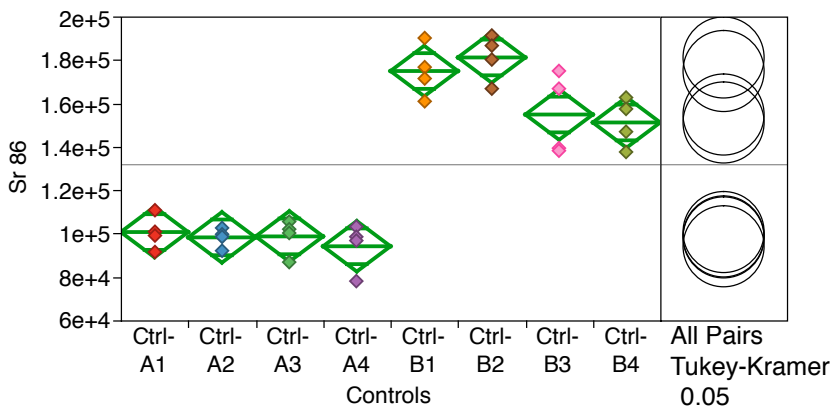 2e+5
1.8e+5
1.6e+5
1.4e+5
1.2e+5
1e+5
8e+4
6e+4
Sr 86
Ctrl-
A1
Ctrl-
A2
Ctrl-
A3
Ctrl-
A4
Ctrl-
B1
Ctrl-
B2
Ctrl-
B3
Ctrl-
B4
Controls
All Pairs
Tukey-Kramer
0.05